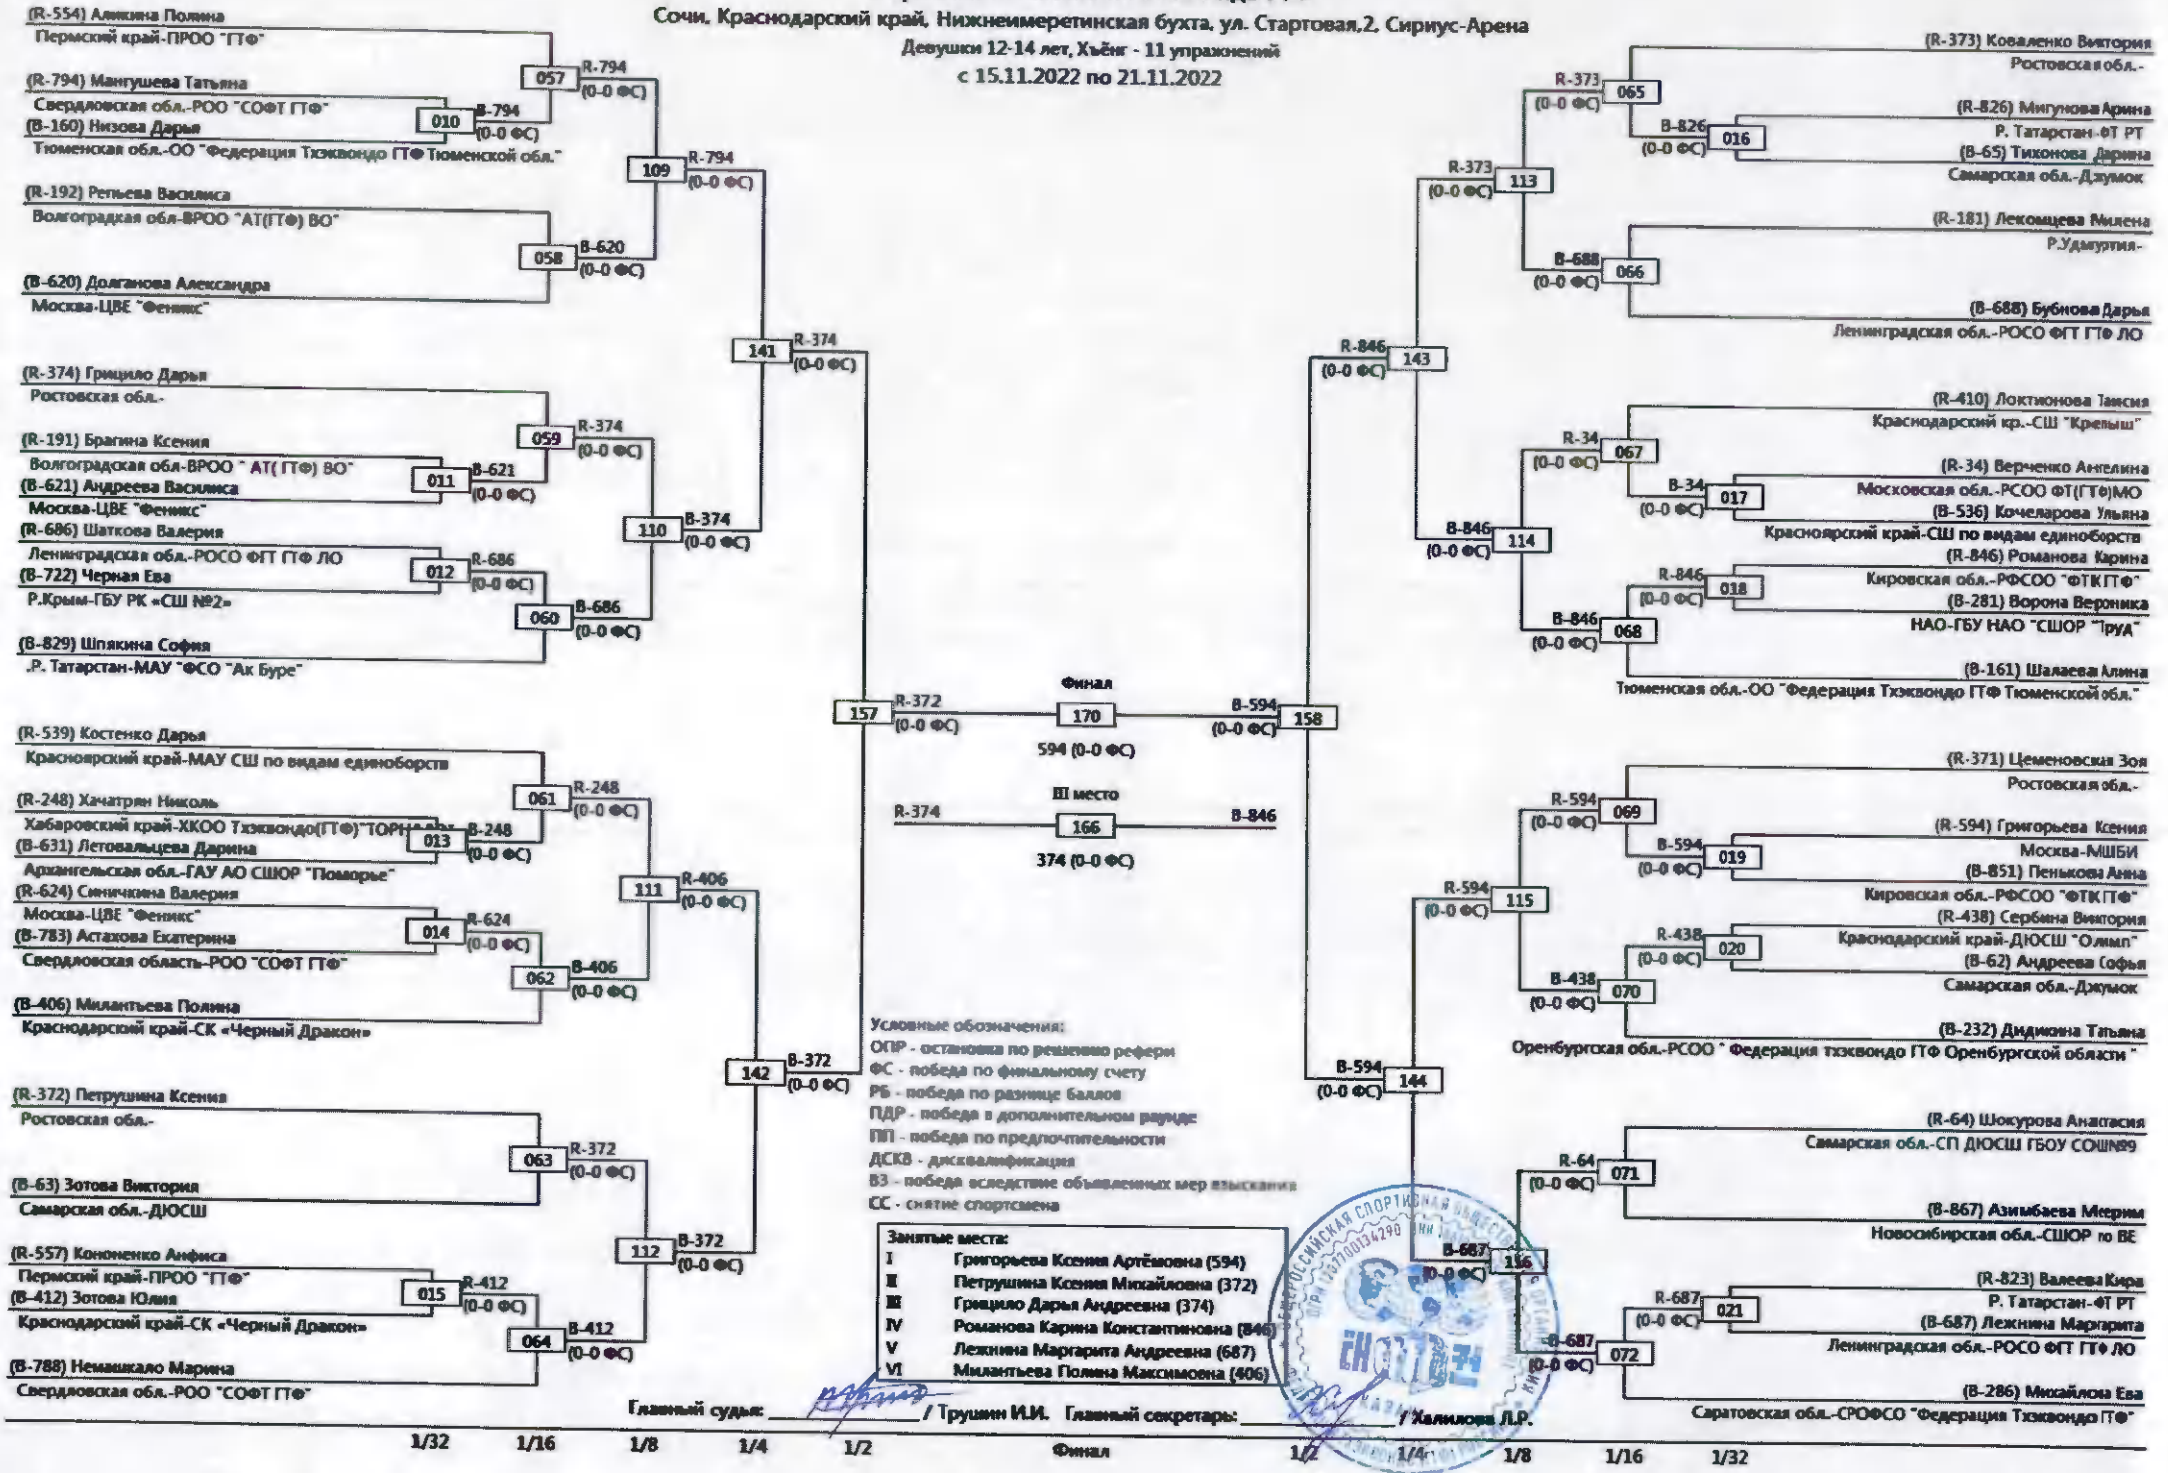 Сочи, Краснодарский край, Нижнеимеретинская бухта, ул. Стартовая,2, Сириус-Арена
Девушки 12-14 лет, Хъёнг - 11 упражнений
с 15.11.2022 по 21.11.2022
(R-554) Аликина Полина
Пермский край-ПРОО "ГТФ"
057
R-794
(0-0 ФС)
(R-794) Мангушева Татьяна
Свердловская обл.-РОО "СОФТ ГТФ"
010
B-794
(0-0 ФС)
(B-160) Низова Дарья
Тюменская обл.-ОО "Федерация Тхэквондо ГТФ Тюменской обл."
109
R-794
(0-0 ФС)
(R-192) Репьева Василиса
Волгоградкая обл-ВРОО "АТ(ГТФ) ВО"
058
B-620
(0-0 ФС)
(B-620) Долганова Александра
Москва-ЦВЕ "Феникс"
141
R-374
(0-0 ФС)
(R-374) Грицило Дарья
Ростовская обл.-
059
R-374
(0-0 ФС)
(R-191) Брагина Ксения
Волгоградская обл-ВРОО " АТ( ГТФ) ВО"
011
B-621
(0-0 ФС)
(B-621) Андреева Василиса
Москва-ЦВЕ "Феникс"
110
B-374
(0-0 ФС)
(R-686) Шаткова Валерия
Ленинградская обл.-РОСО ФГТ ГТФ ЛО
012
R-686
(0-0 ФС)
(B-722) Черная Ева
Р.Крым-ГБУ РК «СШ №2»
060
B-686
(0-0 ФС)
(B-829) Шпякина София
.Р. Татарстан-МАУ "ФСО "Ак Буре"
157
R-372
(0-0 ФС)
(R-539) Костенко Дарья
Красноярский край-МАУ СШ по видам единоборств
061
R-248
(0-0 ФС)
(R-248) Хачатрян Николь
Хабаровский край-ХКОО Тхэквондо(ГТФ)
013
B-248
(0-0 ФС)
(B-631) Летовальцева Дарина
Архангельская обл.-ГАУ АО СШОР "Поморье"
111
R-406
(0-0 ФС)
(R-624) Синичкина Валерия
Москва-ЦВЕ "Феникс"
014
R-624
(0-0 ФС)
(B-783) Астахова Екатерина
Свердловская область-РОО "СОФТ ГТФ"
062
B-406
(0-0 ФС)
(B-406) Милантьева Полина
Краснодарский край-СК «Черный Дракон»
142
B-372
(0-0 ФС)
(R-372) Петрушина Ксения
Ростовская обл.-
063
R-372
(0-0 ФС)
(B-63) Зотова Виктория
Самарская обл.-ДЮСШ
112
B-372
(0-0 ФС)
(R-557) Кононенко Анфиса
Пермский край-ПРОО "ГТФ"
015
R-412
(0-0 ФС)
(B-412) Зотова Юлия
Краснодарский край-СК «Черный Дракон»
064
B-412
(0-0 ФС)
(B-788) Немашкало Марина
Свердловская обл.-РОО "СОФТ ГТФ"
Финал
170
594 (0-0 ФС)
III место
R-374
166
B-846
374 (0-0 ФС)
(R-373) Коваленко Виктория
Ростовская обл.-
R-373
(0-0 ФС)
065
(R-826) Мигунова Арина
Р. Татарстан-ФТ РТ
B-826
(0-0 ФС)
016
(B-65) Тихонова Дарина
Самарская обл.-Джумок
R-373
(0-0 ФС)
113
(R-181) Лекомцева Милена
Р.Удмуртия-
B-688
(0-0 ФС)
066
(B-688) Бубнова Дарья
Ленинградская обл.-РОСО ФГТ ГТФ ЛО
R-846
(0-0 ФС)
143
(R-410) Локтионова Таисия
Краснодарский кр.-СШ "Крепыш"
R-34
(0-0 ФС)
067
(R-34) Верченко Ангелина
Московская обл.-РСОО ФТ(ГТФ)МО
B-34
(0-0 ФС)
017
(B-536) Кочеларова Ульяна
Красноярский край-СШ по видам единоборств
B-846
(0-0 ФС)
114
(R-846) Романова Карина
Кировская обл.-РФСОО "ФТКГТФ"
R-846
(0-0 ФС)
018
(B-281) Ворона Вероника
НАО-ГБУ НАО "СШОР "Труд"
B-846
(0-0 ФС)
068
(B-161) Шалаева Алина
Тюменская обл.-ОО "Федерация Тхэквондо ГТФ Тюменской обл."
B-594
(0-0 ФС)
158
(R-371) Цеменовская Зоя
Ростовская обл.-
R-594
(0-0 ФС)
069
(R-594) Григорьева Ксения
Москва-МШБИ
B-594
(0-0 ФС)
019
(B-851) Пенькова Анна
Кировская обл.-РФСОО "ФТКГТФ"
R-594
(0-0 ФС)
115
(R-438) Сербина Виктория
Краснодарский край-ДЮСШ "Олимп"
R-438
(0-0 ФС)
020
(B-62) Андреева Софья
Самарская обл.-Джумок
B-438
(0-0 ФС)
070
(B-232) Дидикина Татьяна
Оренбургская обл.-РСОО " Федерация тхэквондо ГТФ Оренбургской области "
B-594
(0-0 ФС)
144
(R-64) Шокурова Анастасия
Самарская обл.-СП ДЮСШ ГБОУ СОШ№9
R-64
(0-0 ФС)
071
(B-867) Азимбаева Мээрим
Новосибирская обл.-СШОР по ВЕ
B-687
(0-0 ФС)
116
(R-823) Валеева Кира
Р. Татарстан-ФТ РТ
R-687
(0-0 ФС)
021
(B-687) Лежнина Маргарита
Ленинградская обл.-РОСО ФГТ ГТФ ЛО
B-687
(0-0 ФС)
072
(B-286) Михайлова Ева
Саратовская обл.-СРОФСО "Федерация Тхэквондо ГТФ"
Условные обозначения:
ОПР - остановка по решению рефери
ФС - победа по финальному счету
РБ - победа по разнице баллов
ПДР - победа в дополнительном раунде
ПП - победа по предпочтительности
ДСКВ - дисквалификация
ВЗ - победа вследствие объявленных мер взыскания
СС - снятие спортсмена
Занятые места:
I Григорьева Ксения Артёмовна (594)
II Петрушина Ксения Михайловна (372)
III Грицило Дарья Андреевна (374)
IV Романова Карина Константиновна (846)
V Лежнина Маргарита Андреевна (687)
VI Милантьева Полина Максимовна (406)
Главный судья: / Трушин И.И. Главный секретарь: / Халилова Л.Р.
1/32 1/16 1/8 1/4 1/2 Финал 1/2 1/4 1/8 1/16 1/32